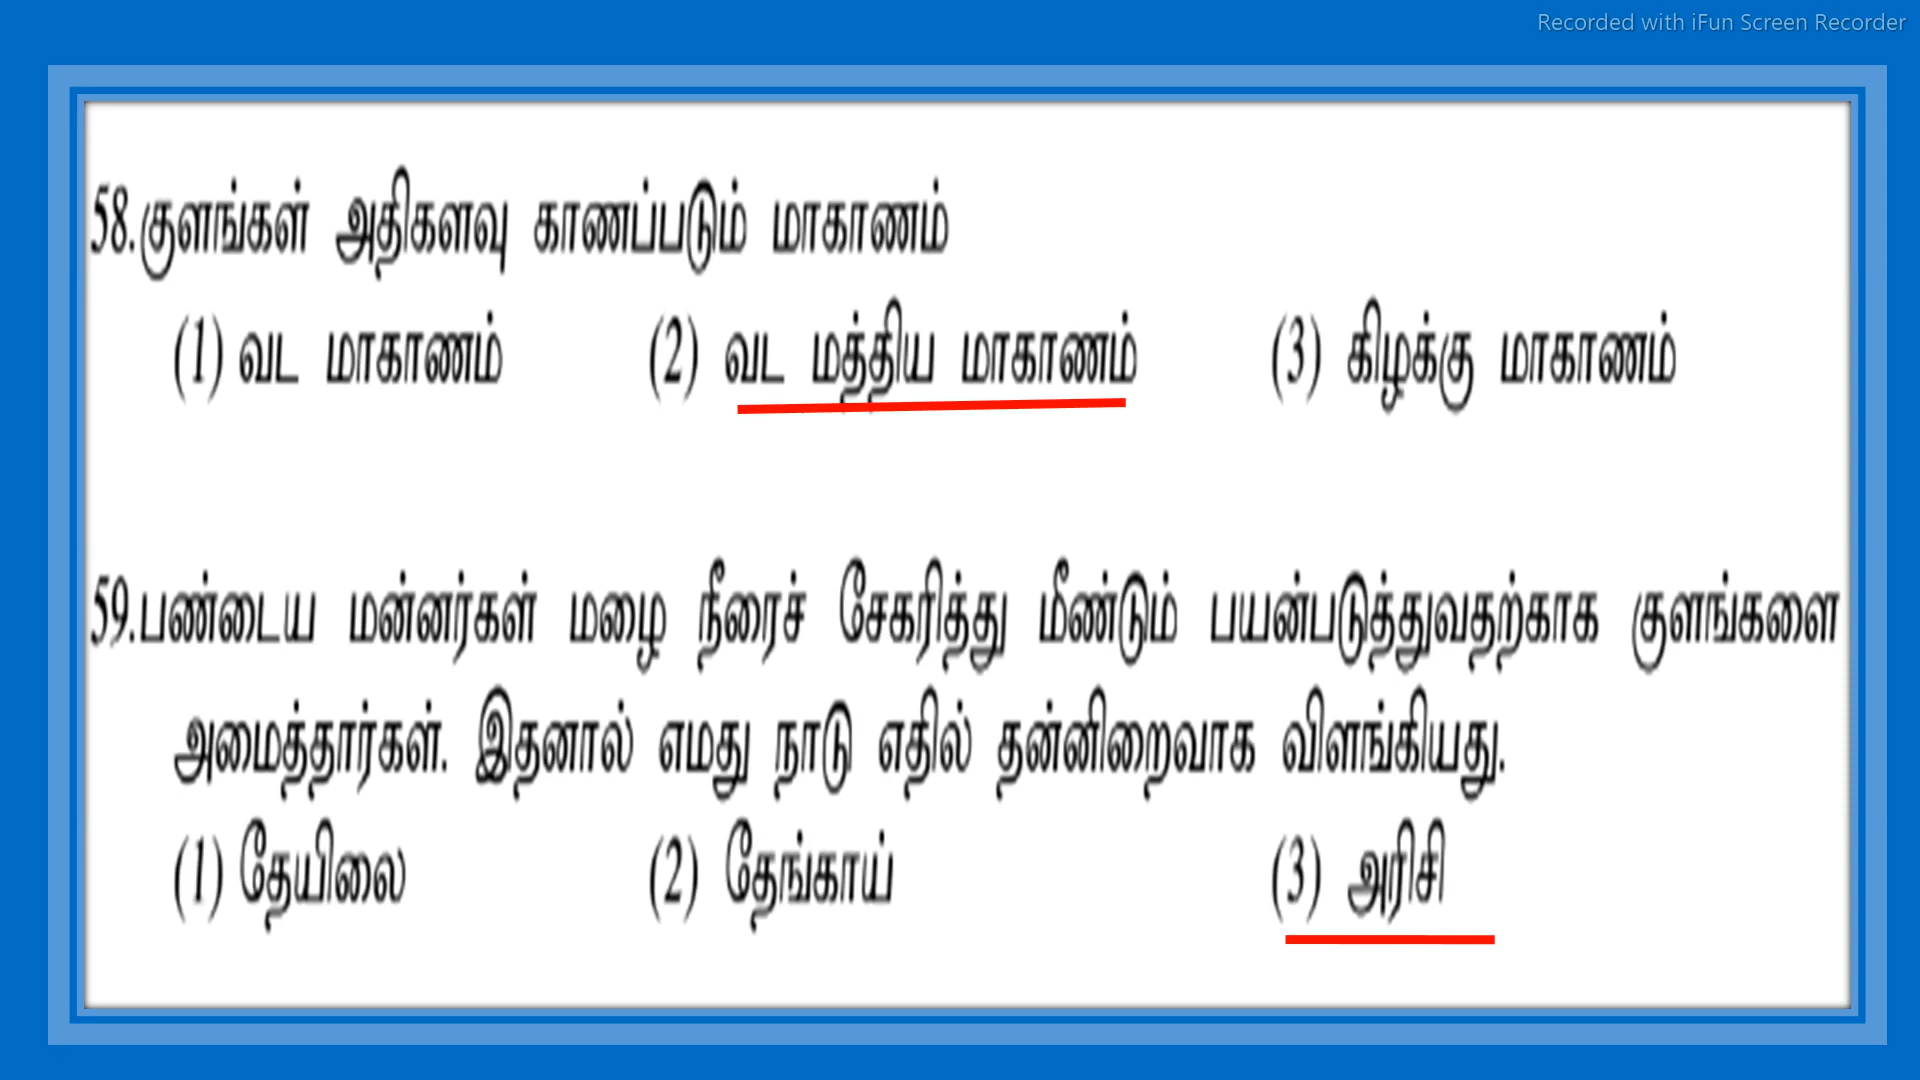 Recorded with iFun Screen Recorder
58.குளங்கள் அதிகளவு காணப்படும் மாகாணம்
(1) வட மாகாணம் (2) வட மத்திய மாகாணம் (3) கிழக்கு மாகாணம்
59.பண்டைய மன்னர்கள் மழை நீரைச் சேகரித்து மீண்டும் பயன்படுத்துவதற்காக குளங்களை
அமைத்தார்கள். இதனால் எமது நாடு எதில் தன்னிறைவாக விளங்கியது.
(1) தேயிலை (2) தேங்காய் (3) அரிசி